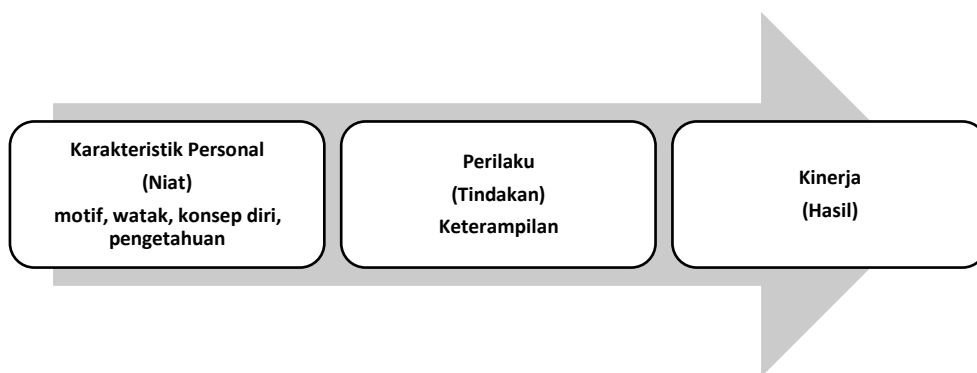 Karakteristik Personal
(Niat)
motif, watak, konsep diri,
pengetahuan
Perilaku
(Tindakan)
Keterampilan
Kinerja
(Hasil)